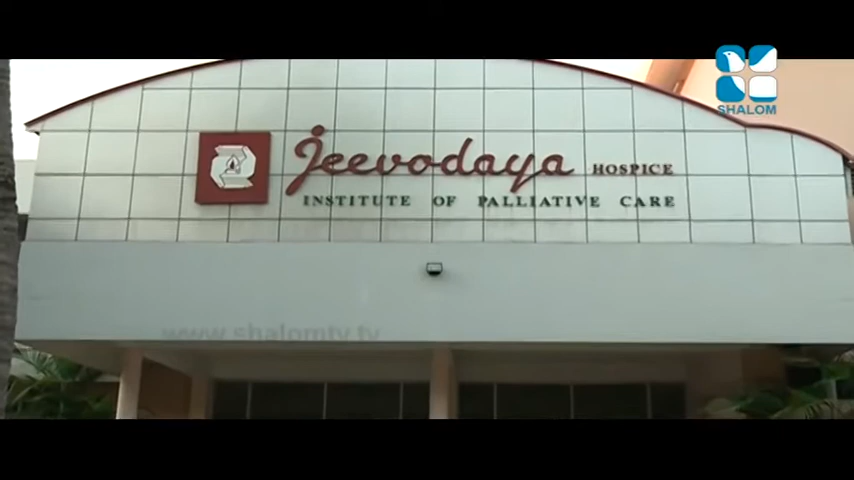 SHALOM
Jeevodaya HOSPICE
INSTITUTE OF PALLIATIVE CARE
www.shalomtv.tv